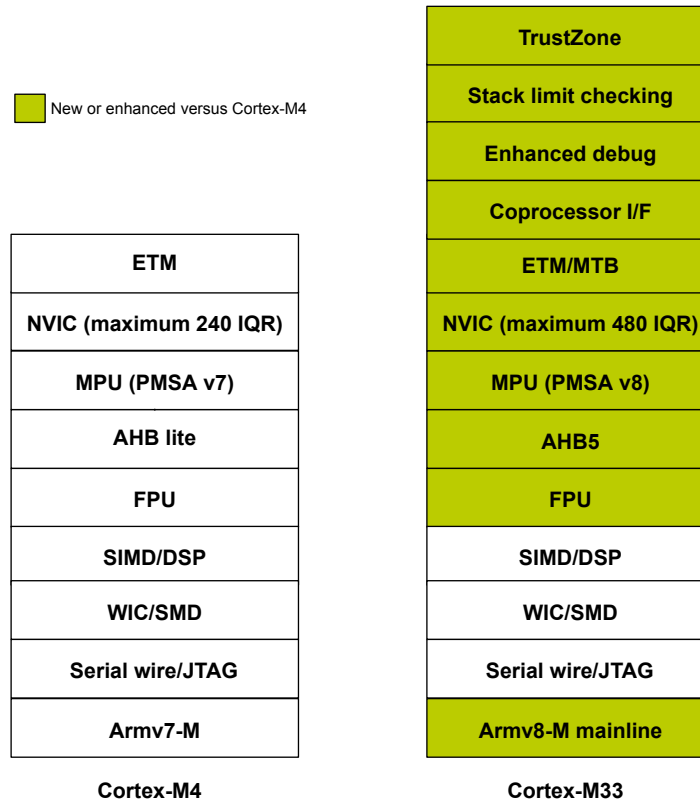 New or enhanced versus Cortex-M4
ETM
NVIC (maximum 240 IQR)
MPU (PMSA v7)
AHB lite
FPU
SIMD/DSP
WIC/SMD
Serial wire/JTAG
Armv7-M
Cortex-M4
TrustZone
Stack limit checking
Enhanced debug
Coprocessor I/F
ETM/MTB
NVIC (maximum 480 IQR)
MPU (PMSA v8)
AHB5
FPU
SIMD/DSP
WIC/SMD
Serial wire/JTAG
Armv8-M mainline
Cortex-M33